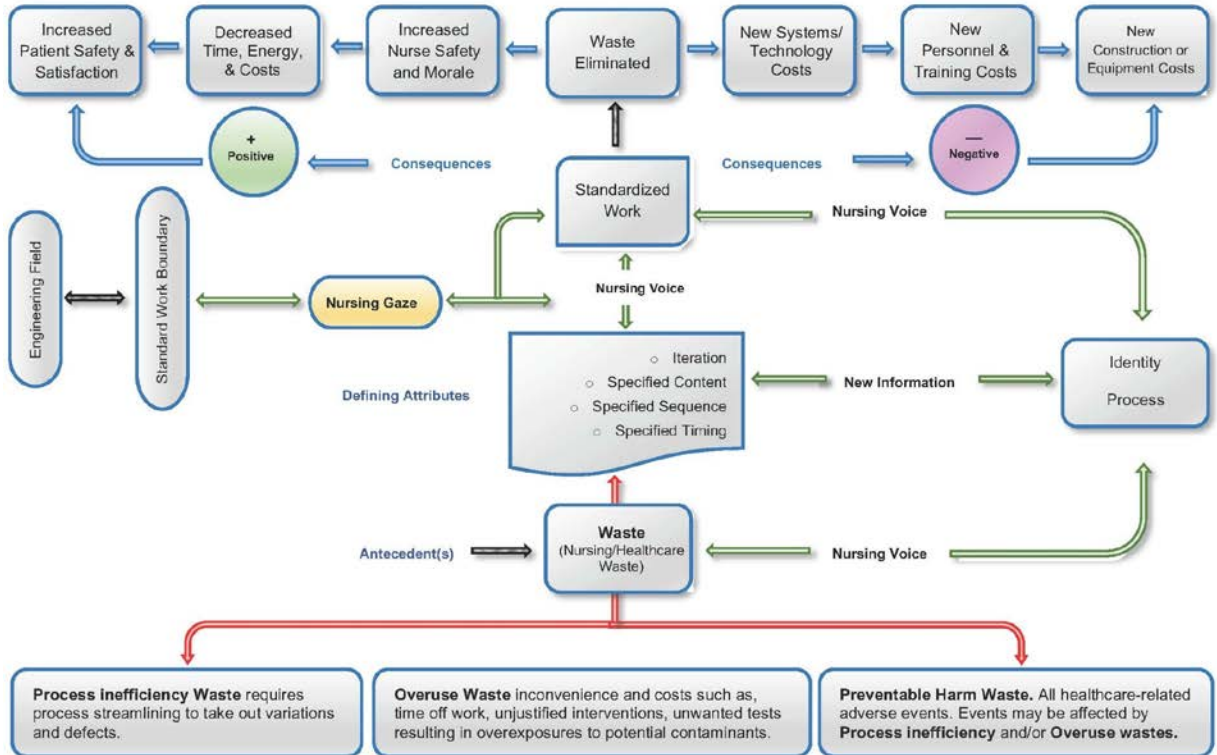 Increased
Patient Safety &
Satisfaction
Decreased
Time, Energy,
& Costs
Increased
Nurse Safety
and Morale
Waste
Eliminated
New Systems/
Technology
Costs
New
Personnel &
Training Costs
New
Construction or
Equipment Costs
+
Positive
Consequences
Consequences
—
Negative
Standardized
Work
Nursing Voice
Engineering Field
Standard Work Boundary
Nursing Gaze
Nursing Voice
Defining Attributes
○ Iteration
○ Specified Content
○ Specified Sequence
○ Specified Timing
New Information
Identity
Process
Antecedent(s)
Waste
(Nursing/Healthcare
Waste)
Nursing Voice
Process inefficiency Waste requires
process streamlining to take out variations
and defects.
Overuse Waste inconvenience and costs such as,
time off work, unjustified interventions, unwanted tests
resulting in overexposures to potential contaminants.
Preventable Harm Waste. All healthcare-related
adverse events. Events may be affected by
Process inefficiency and/or Overuse wastes.